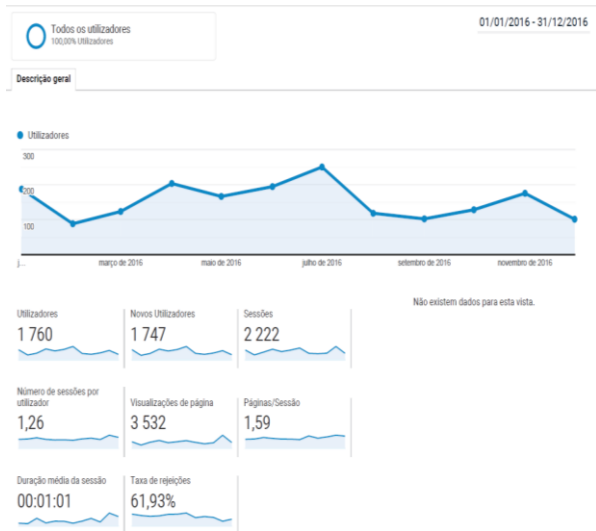 Todos os utilizadores
100,00% Utilizadores
01/01/2016 - 31/12/2016
Descrição geral
Utilizadores
300
200
100
j...
março de 2016
maio de 2016
julho de 2016
setembro de 2016
novembro de 2016
Não existem dados para esta vista.
Utilizadores
1 760
Novos Utilizadores
1 747
Sessões
2 222
Número de sessões por
utilizador
1,26
Visualizações de página
3 532
Páginas/Sessão
1,59
Duração média da sessão
00:01:01
Taxa de rejeições
61,93%